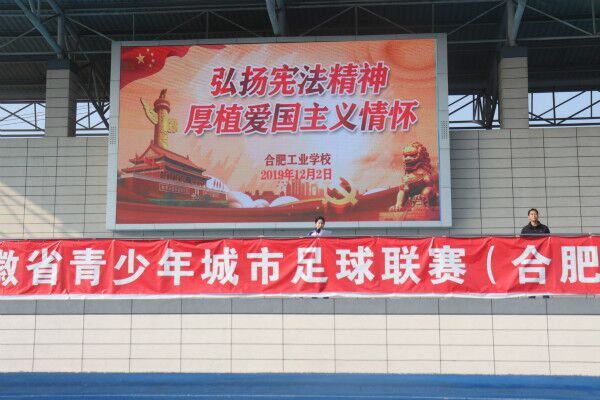 弘扬宪法精神
厚植爱国主义情怀
合肥工业学校
2019年12月2日
徽省青少年城市足球联赛（合肥